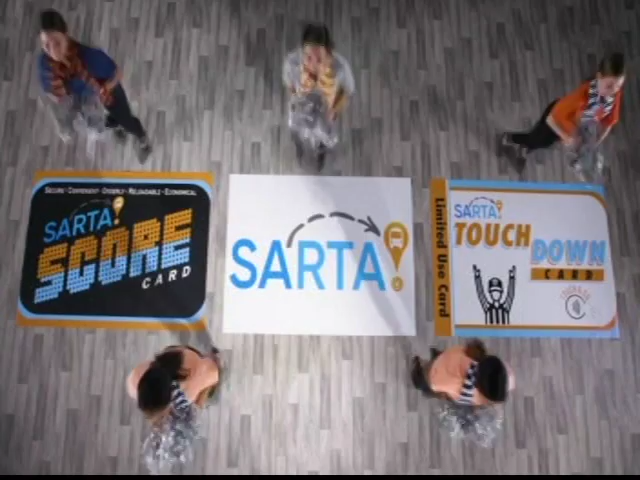 SECURE · CONVENIENT · ORDERLY · RELOADABLE · ECONOMICAL
SARTA
SCORE
CARD
SARTA
Limited Use Card
SARTA
TOUCH
DOWN
CARD